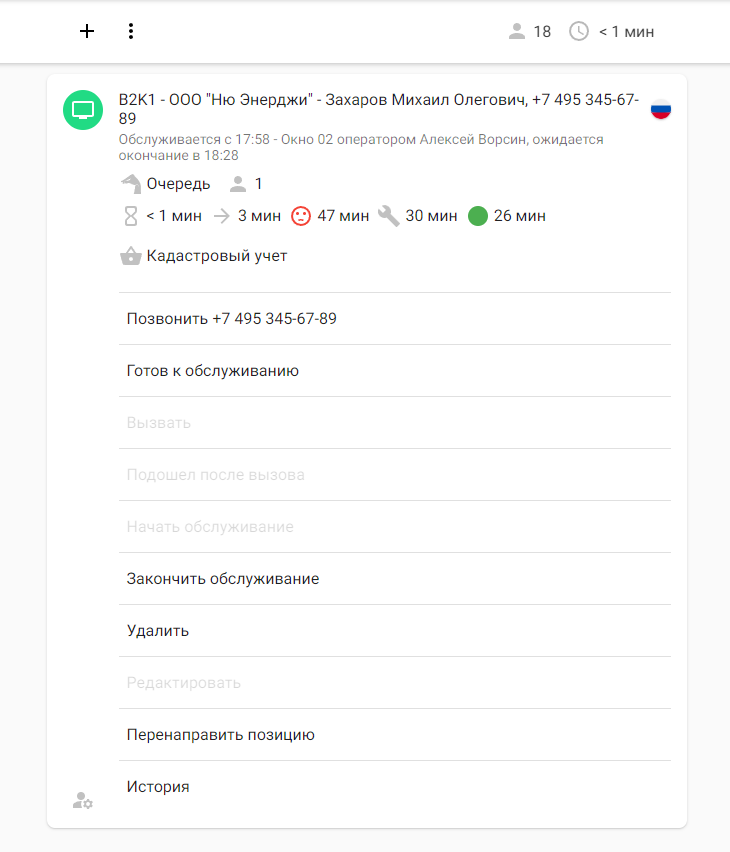 18 < 1 мин
B2K1 - ООО "Ню Энерджи" - Захаров Михаил Олегович, +7 495 345-67-
89
Обслуживается с 17:58 - Окно 02 оператором Алексей Ворсин, ожидается
окончание в 18:28
Очередь 1
< 1 мин 3 мин 47 мин 30 мин 26 мин
Кадастровый учет
Позвонить +7 495 345-67-89
Готов к обслуживанию
Вызвать
Подошел после вызова
Начать обслуживание
Закончить обслуживание
Удалить
Редактировать
Перенаправить позицию
История